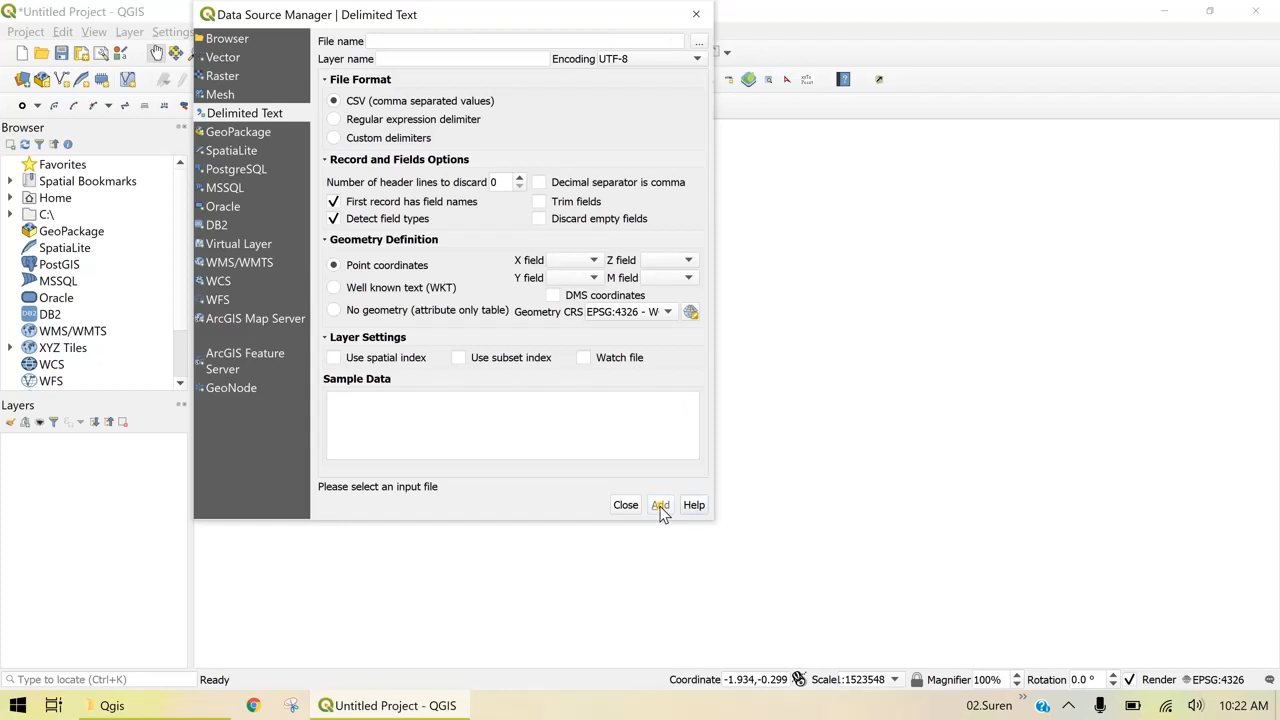 *Untitled Project - QGIS
Project Edit View Layer Settings
Data Source Manager | Delimited Text
Browser
Vector
Raster
Mesh
Delimited Text
GeoPackage
SpatiaLite
PostgreSQL
MSSQL
Oracle
DB2
Virtual Layer
WMS/WMTS
WCS
WFS
ArcGIS Map Server
ArcGIS Feature
Server
GeoNode
File name ...
Layer name Encoding UTF-8
File Format
CSV (comma separated values)
Regular expression delimiter
Custom delimiters
Record and Fields Options
Number of header lines to discard 0 Decimal separator is comma
First record has field names Trim fields
Detect field types Discard empty fields
Geometry Definition
Point coordinates X field Z field
Y field M field
Well known text (WKT) DMS coordinates
No geometry (attribute only table) Geometry CRS EPSG:4326 - W
Layer Settings
Use spatial index Use subset index Watch file
Sample Data
Please select an input file
Close Add Help
Browser
Favorites
Spatial Bookmarks
Home
C:\
GeoPackage
SpatiaLite
PostGIS
MSSQL
Oracle
DB2
WMS/WMTS
XYZ Tiles
WCS
WFS
Layers
Type to locate (Ctrl+K) Ready Coordinate -1.934,-0.299 Scale 1:1523548 Magnifier 100% Rotation 0.0 ° Render EPSG:4326
Qgis *Untitled Project - QGIS 02.Suren 10:22 AM